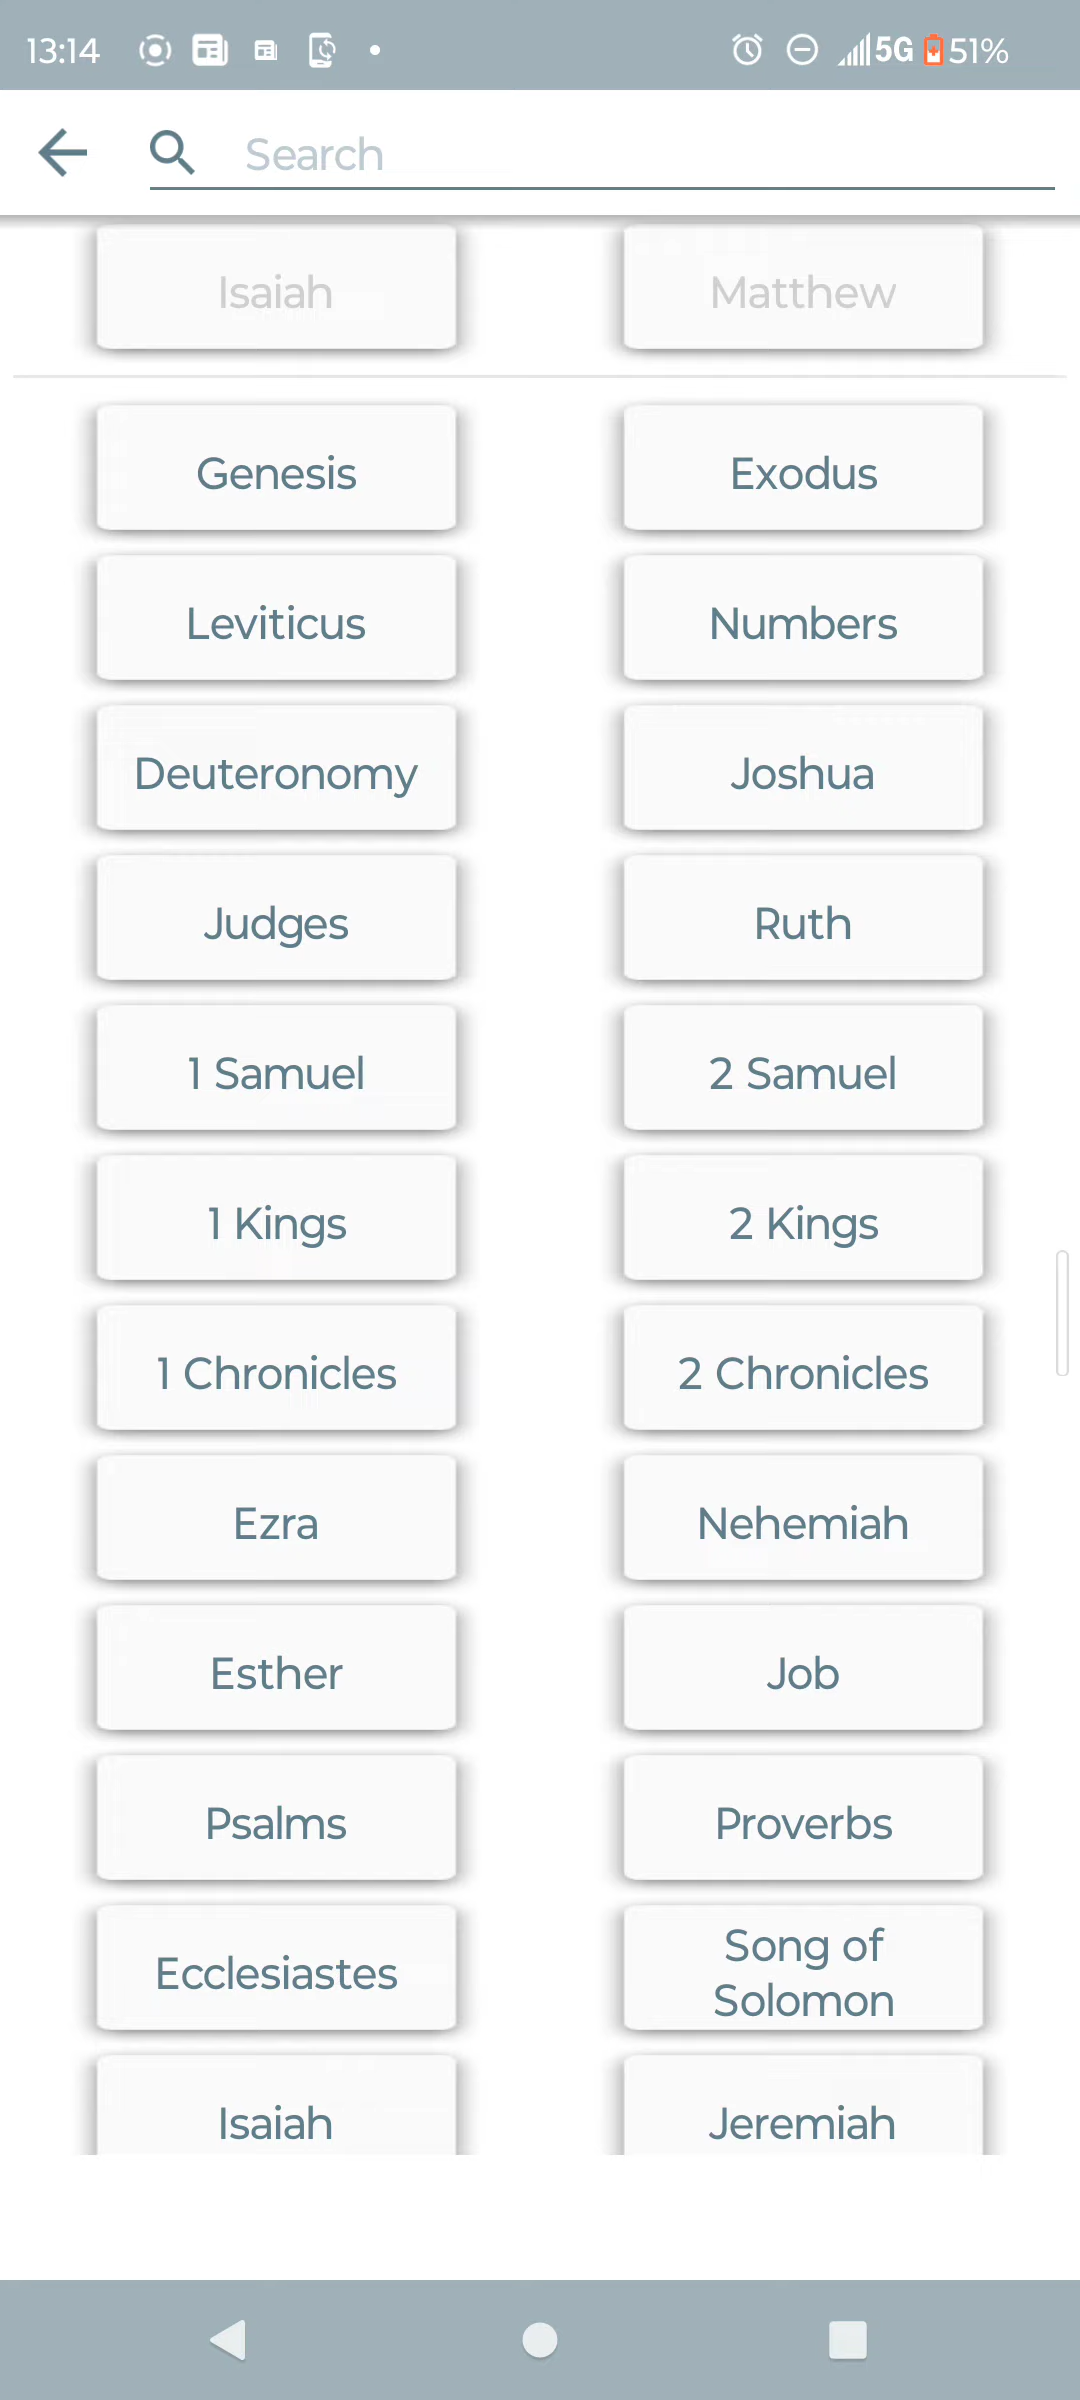 13:14 5G 51%
Search
Isaiah Matthew
Genesis Exodus
Leviticus Numbers
Deuteronomy Joshua
Judges Ruth
1 Samuel 2 Samuel
1 Kings 2 Kings
1 Chronicles 2 Chronicles
Ezra Nehemiah
Esther Job
Psalms Proverbs
Ecclesiastes Song of
Solomon
Isaiah Jeremiah